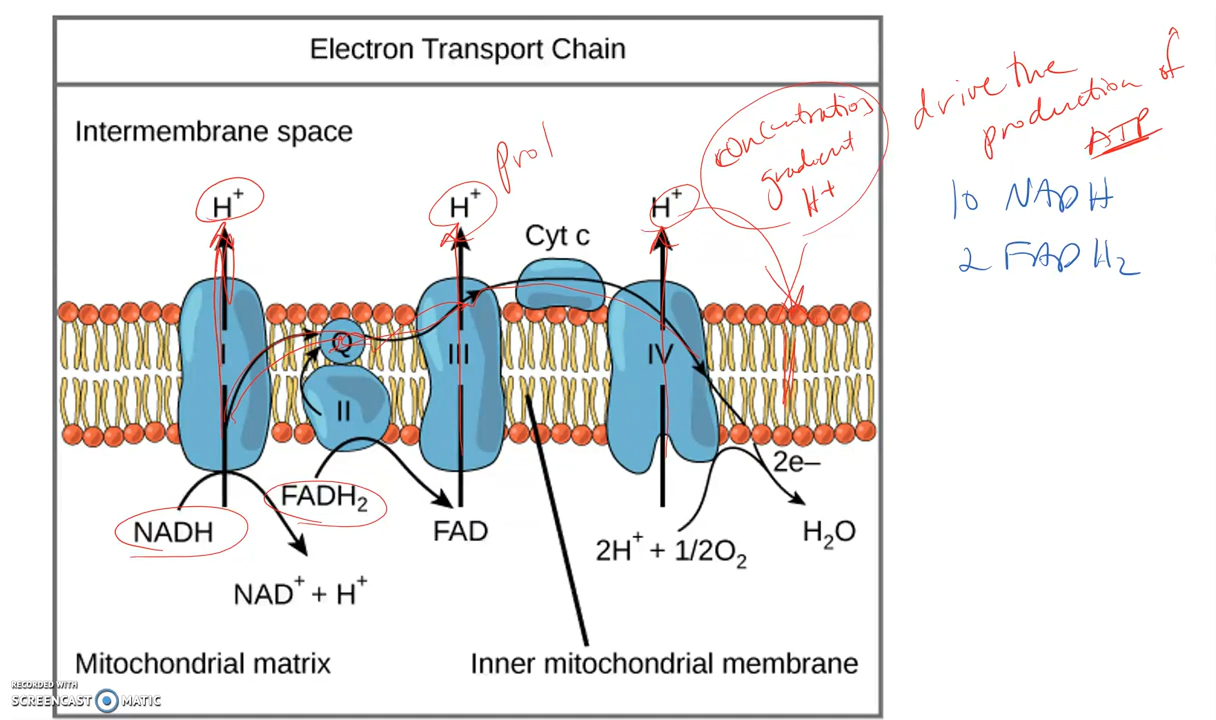 Electron Transport Chain
Intermembrane space
H⁺
H⁺
prol
H⁺
concentration
gradient
H+
drive the
production of
ATP
10 NADH
2 FADH₂
Cyt c
I
Q
II
III
IV
NADH
FADH₂
NAD⁺ + H⁺
FAD
2H⁺ + 1/2O₂
2e–
H₂O
Mitochondrial matrix
Inner mitochondrial membrane
RECORDED WITH
SCREENCAST MATIC